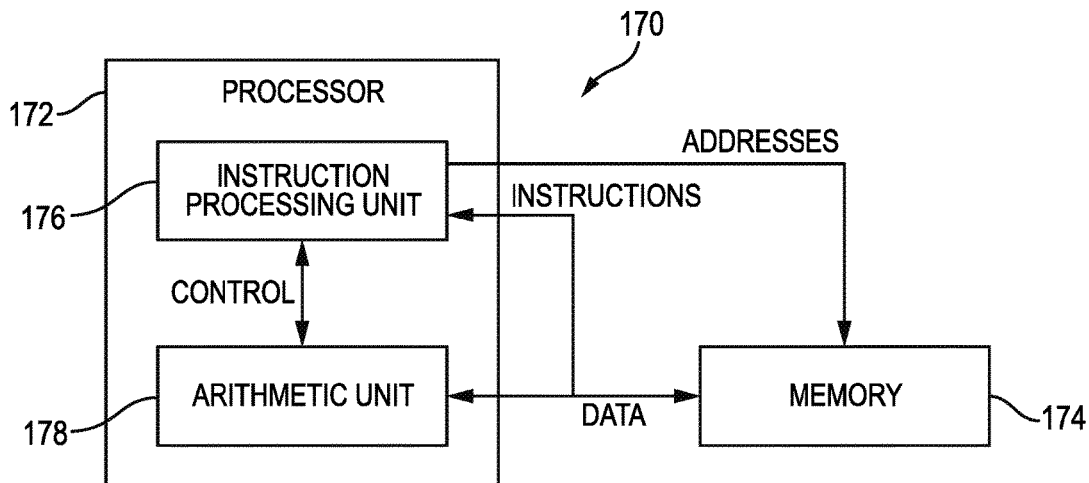 170
172
PROCESSOR
ADDRESSES
INSTRUCTION
PROCESSING UNIT
176
INSTRUCTIONS
CONTROL
ARITHMETIC UNIT
178
DATA
MEMORY
174